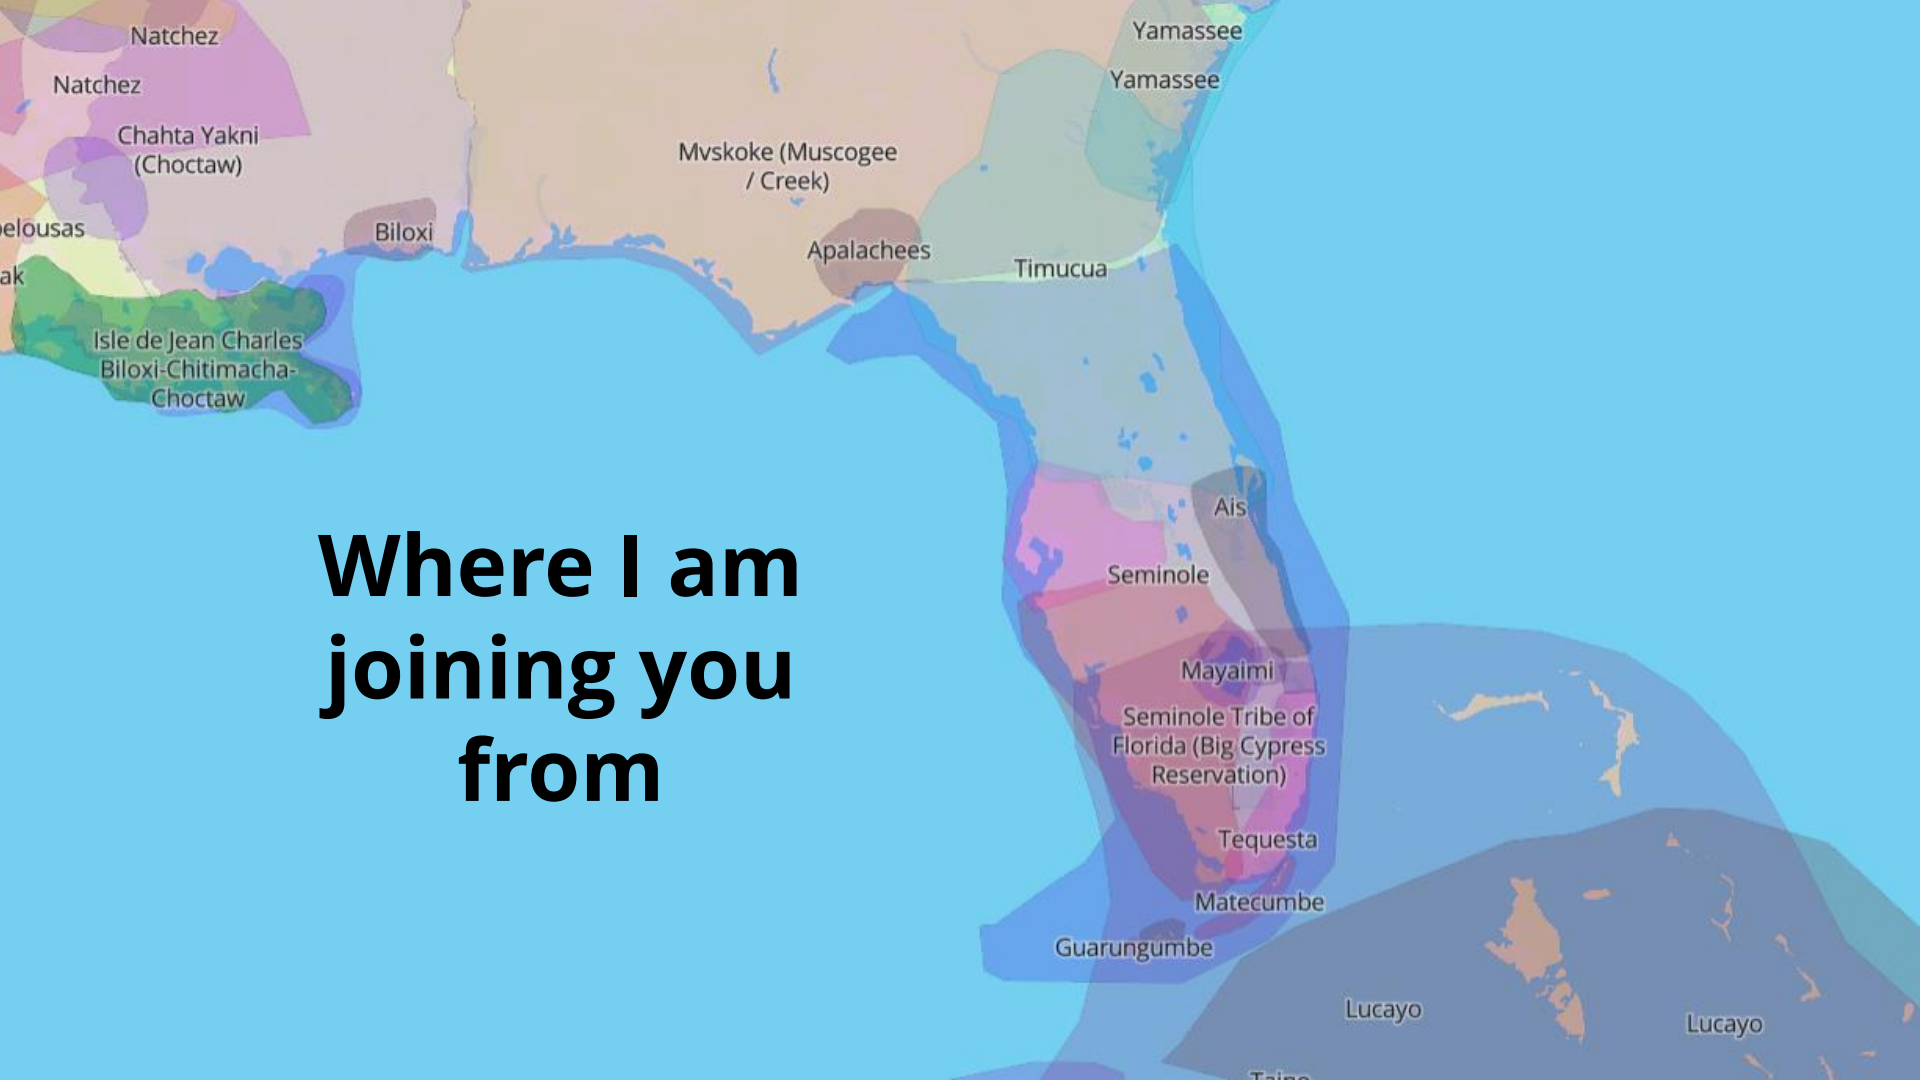 Natchez
Yamassee
Natchez
Yamassee
Chahta Yakni
(Choctaw)
Mvskoke (Muscogee
/ Creek)
elousas
Biloxi
Apalachees
Timucua
ak
Isle de Jean Charles
Biloxi-Chitimacha-
Choctaw
Ais
Where I am
joining you
from
Seminole
Mayaimi
Seminole Tribe of
Florida (Big Cypress
Reservation)
Tequesta
Matecumbe
Guarungumbe
Lucayo
Lucayo
Taino